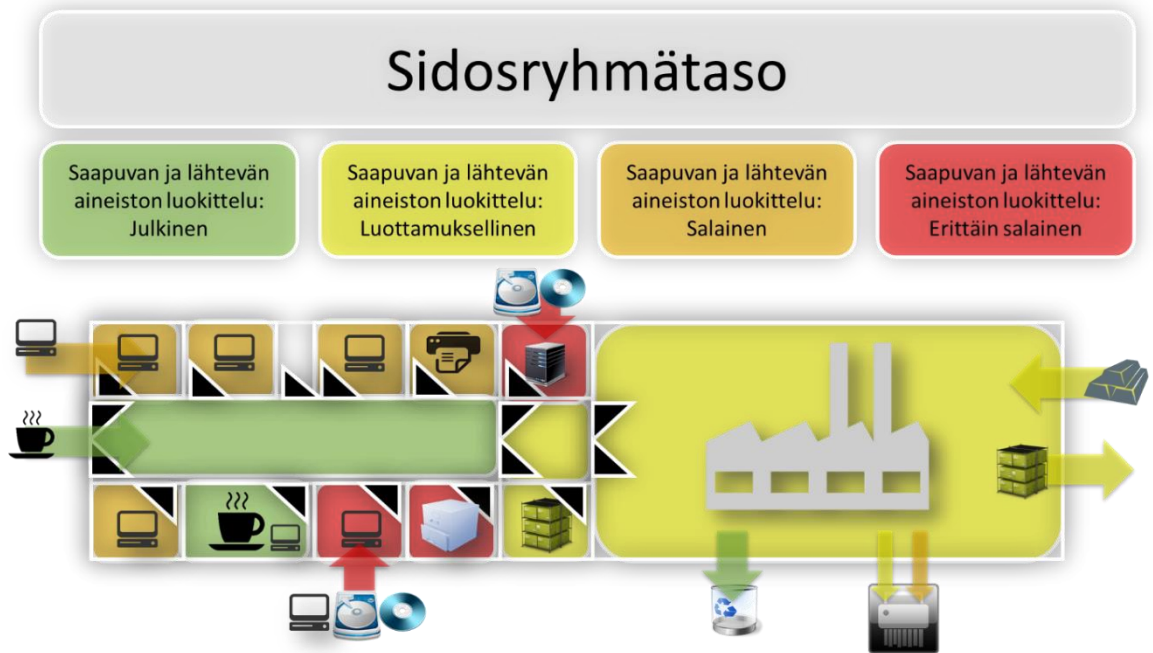 Sidosryhmätaso
Saapuvan ja lähtevän
aineiston luokittelu:
Julkinen
Saapuvan ja lähtevän
aineiston luokittelu:
Luottamuksellinen
Saapuvan ja lähtevän
aineiston luokittelu:
Salainen
Saapuvan ja lähtevän
aineiston luokittelu:
Erittäin salainen